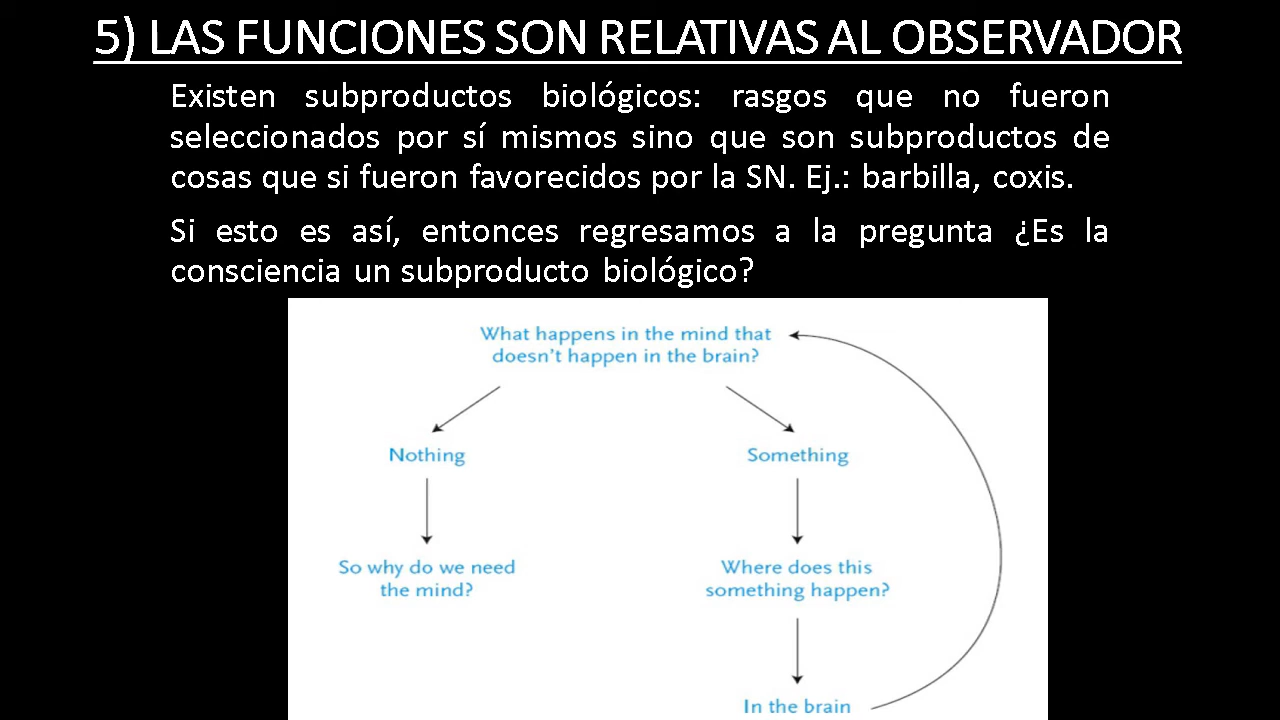 5) LAS FUNCIONES SON RELATIVAS AL OBSERVADOR
Existen subproductos biológicos: rasgos que no fueron
seleccionados por sí mismos sino que son subproductos de
cosas que si fueron favorecidos por la SN. Ej.: barbilla, coxis.
Si esto es así, entonces regresamos a la pregunta ¿Es la
consciencia un subproducto biológico?
What happens in the mind that
doesn't happen in the brain?
Nothing
Something
So why do we need
the mind?
Where does this
something happen?
In the brain